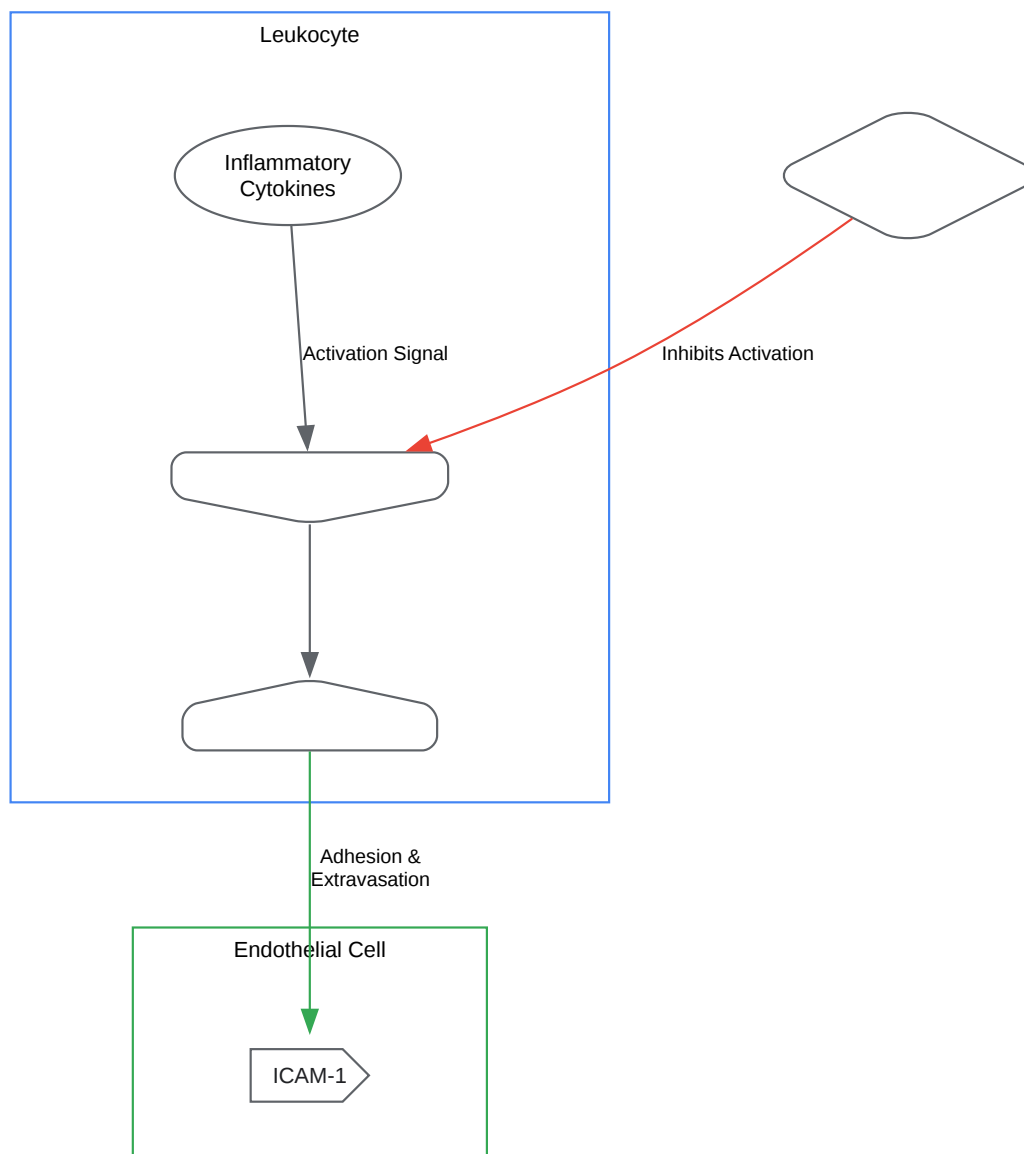 Leukocyte
Inflammatory
Cytokines
Activation Signal
Inhibits Activation
Adhesion &
Extravasation
Endothelial Cell
ICAM-1